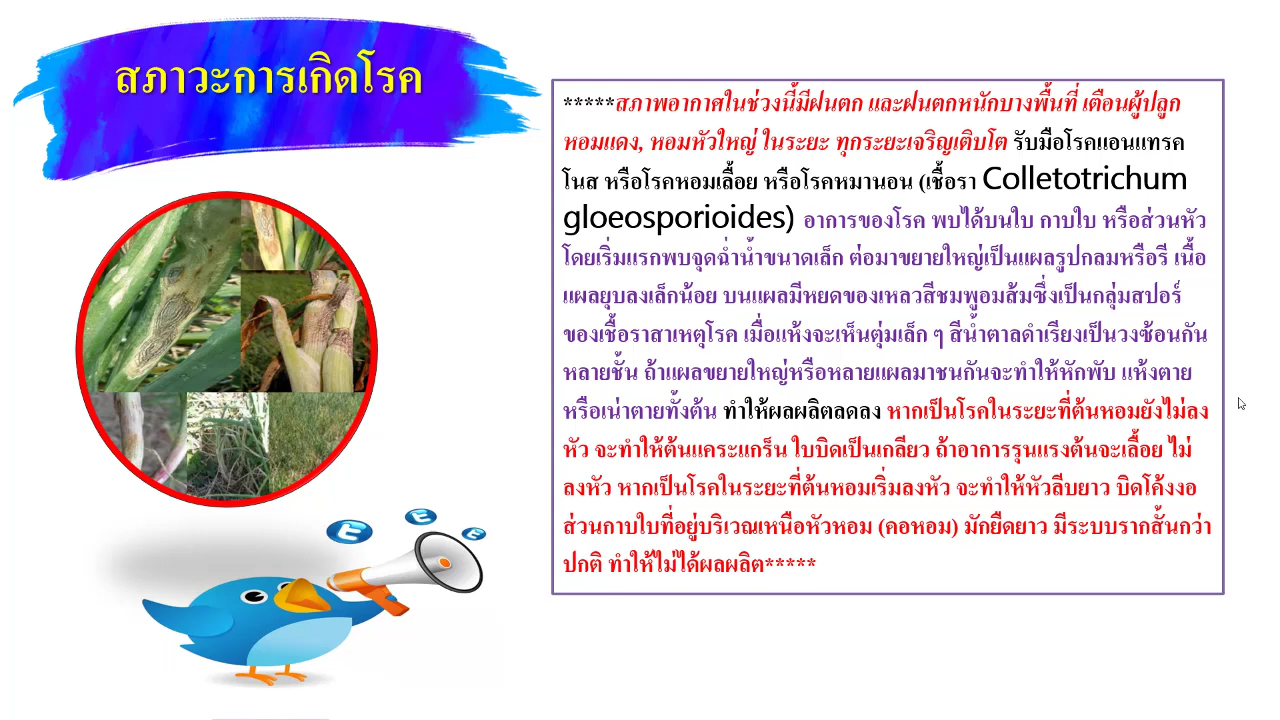 สภาวะการเกิดโรค
*****สภาพอากาศในช่วงนี้มีฝนตก และฝนตกหนักบางพื้นที่ เตือนผู้ปลูก
หอมแดง, หอมหัวใหญ่ ในระยะ ทุกระยะเจริญเติบโต รับมือโรคแอนแทรค
โนส หรือโรคหอมเลื้อย หรือโรคหมานอน (เชื้อรา Colletotrichum
gloeosporioides) อาการของโรค พบได้บนใบ กาบใบ หรือส่วนหัว
โดยเริ่มแรกพบจุดฉ่ำน้ำขนาดเล็ก ต่อมาขยายใหญ่เป็นแผลรูปกลมหรือรี เนื้อ
แผลยุบลงเล็กน้อย บนแผลมีหยดของเหลวสีชมพูอมส้มซึ่งเป็นกลุ่มสปอร์
ของเชื้อราสาเหตุโรค เมื่อแห้งจะเห็นตุ่มเล็ก ๆ สีน้ำตาลดำเรียงเป็นวงซ้อนกัน
หลายชั้น ถ้าแผลขยายใหญ่หรือหลายแผลมาชนกันจะทำให้หักพับ แห้งตาย
หรือเน่าตายทั้งต้น ทำให้ผลผลิตลดลง หากเป็นโรคในระยะที่ต้นหอมยังไม่ลง
หัว จะทำให้ต้นแคระแกร็น ใบบิดเป็นเกลียว ถ้าอาการรุนแรงต้นจะเลื้อย ไม่
ลงหัว หากเป็นโรคในระยะที่ต้นหอมเริ่มลงหัว จะทำให้หัวลีบยาว บิดโค้งงอ
ส่วนกาบใบที่อยู่บริเวณเหนือหัวหอม (คอหอม) มักยืดยาว มีระบบรากสั้นกว่า
ปกติ ทำให้ไม่ได้ผลผลิต*****